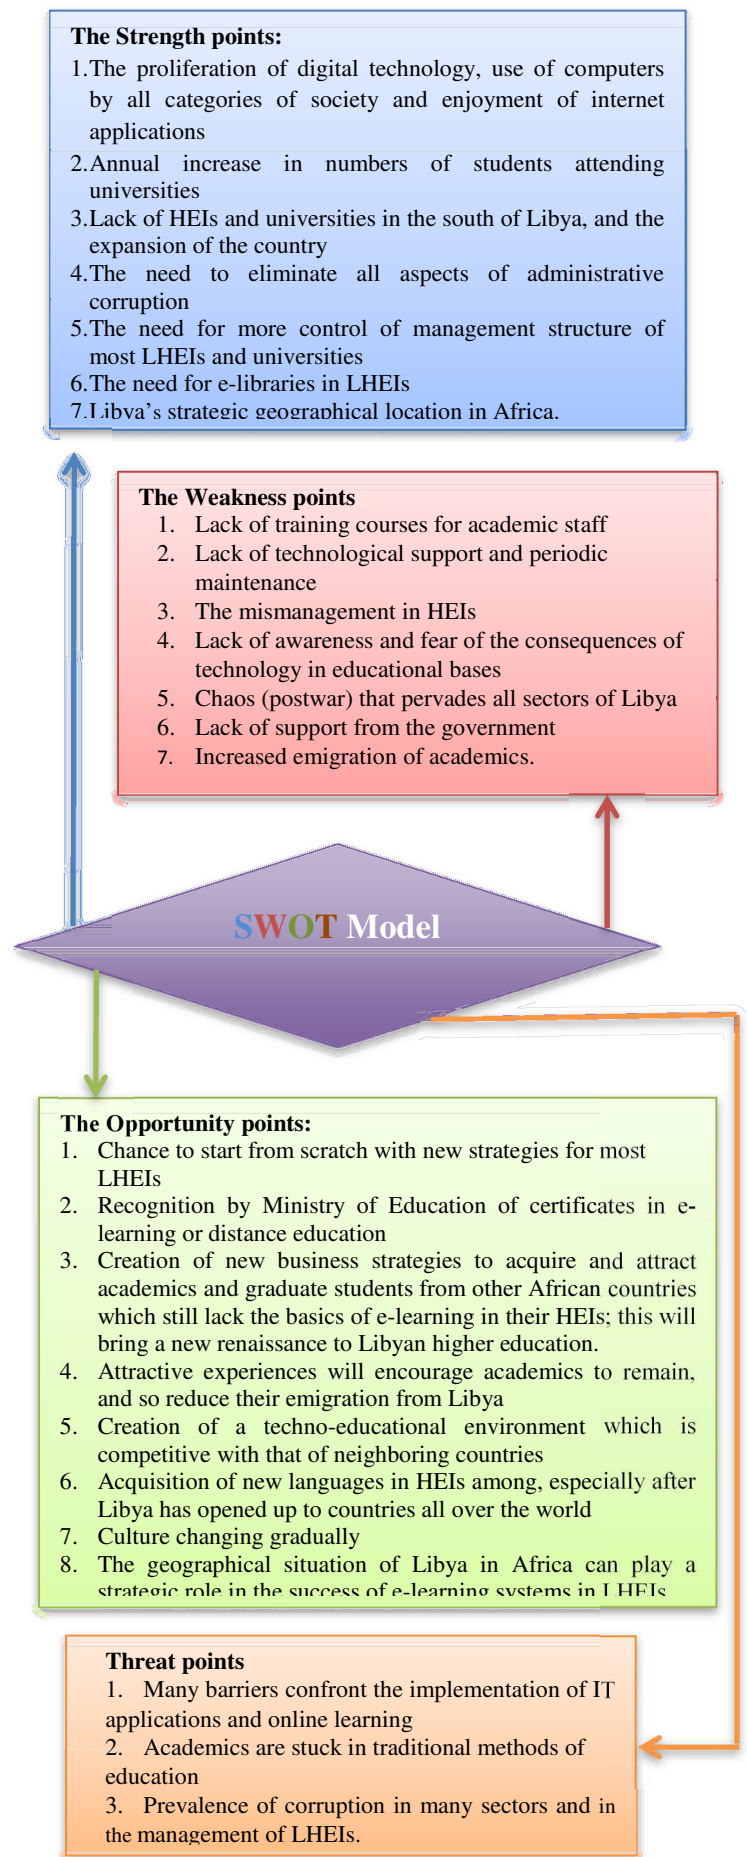 The Strength points:
1.The proliferation of digital technology, use of computers
by all categories of society and enjoyment of internet
applications
2.Annual increase in numbers of students attending
universities
3.Lack of HEIs and universities in the south of Libya, and the
expansion of the country
4.The need to eliminate all aspects of administrative
corruption
5.The need for more control of management structure of
most LHEIs and universities
6.The need for e-libraries in LHEIs
7.Libya's strategic geographical location in Africa.
The Weakness points
1. Lack of training courses for academic staff
2. Lack of technological support and periodic
maintenance
3. The mismanagement in HEIs
4. Lack of awareness and fear of the consequences of
technology in educational bases
5. Chaos (postwar) that pervades all sectors of Libya
6. Lack of support from the government
7. Increased emigration of academics.
SWOT Model
The Opportunity points:
1. Chance to start from scratch with new strategies for most
LHEIs
2. Recognition by Ministry of Education of certificates in e-
learning or distance education
3. Creation of new business strategies to acquire and attract
academics and graduate students from other African countries
which still lack the basics of e-learning in their HEIs; this will
bring a new renaissance to Libyan higher education.
4. Attractive experiences will encourage academics to remain,
and so reduce their emigration from Libya
5. Creation of a techno-educational environment which is
competitive with that of neighboring countries
6. Acquisition of new languages in HEIs among, especially after
Libya has opened up to countries all over the world
7. Culture changing gradually
8. The geographical situation of Libya in Africa can play a
strategic role in the success of e-learning systems in LHEIs
Threat points
1. Many barriers confront the implementation of IT
applications and online learning
2. Academics are stuck in traditional methods of
education
3. Prevalence of corruption in many sectors and in
the management of LHEIs.